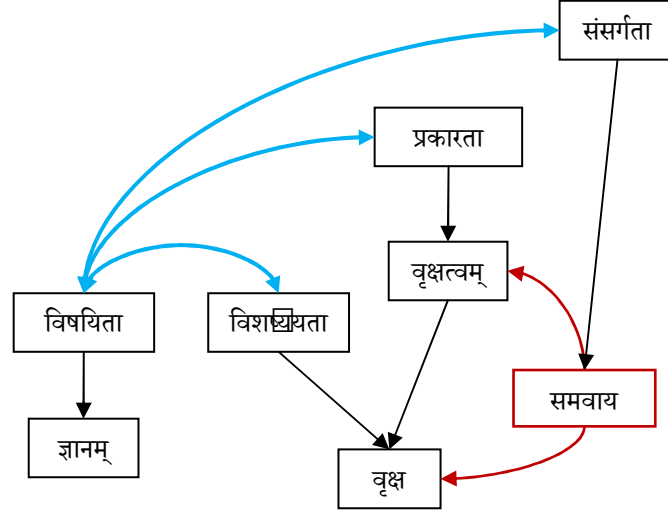 संसर्गता
प्रकारता
वृक्षत्वम्
विषयिता
समवाय
ज्ञानम्
वृक्ष